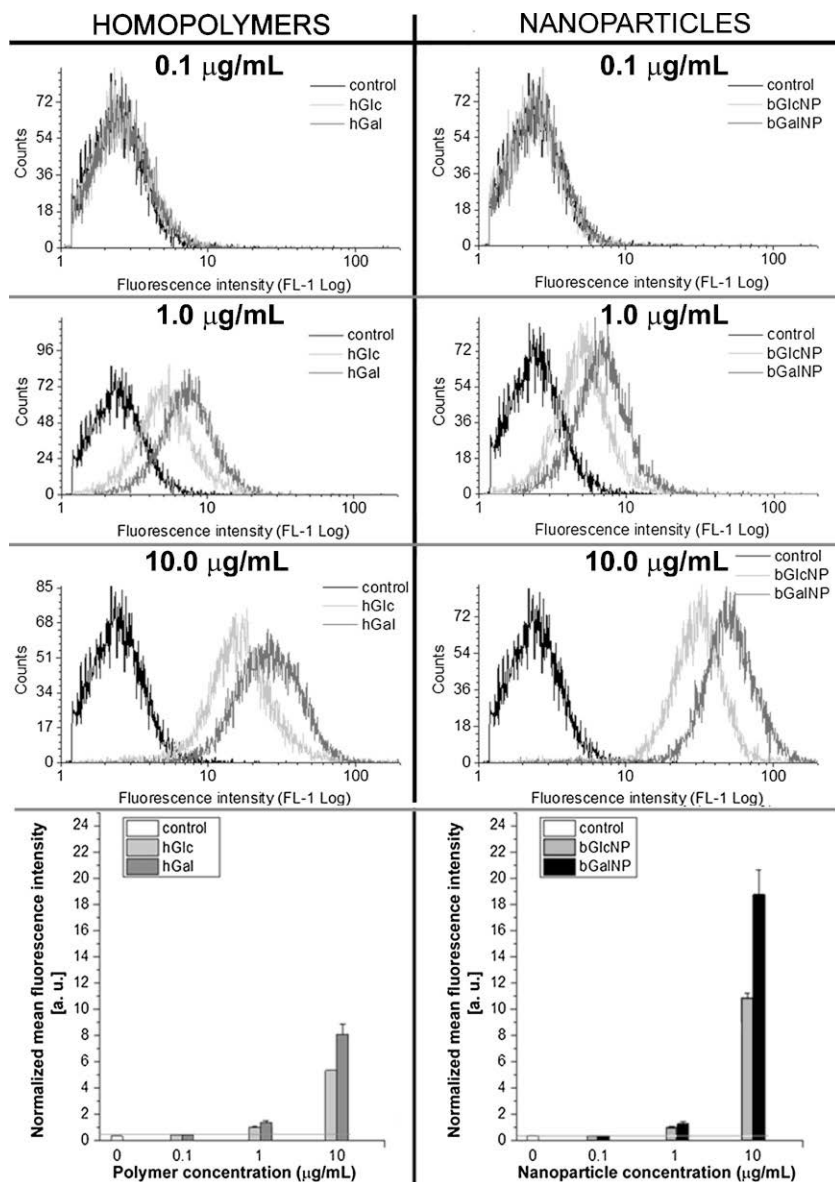 HOMOPOLYMERS
NANOPARTICLES
0.1 μg/mL
control
hGlc
hGal
Counts
72
54
36
18
0
1
10
100
Fluorescence intensity (FL-1 Log)
0.1 μg/mL
control
bGlcNP
bGalNP
Counts
72
54
36
18
0
1
10
100
Fluorescence intensity (FL-1 Log)
1.0 μg/mL
control
hGlc
hGal
Counts
96
72
48
24
0
1
10
100
Fluorescence intensity (FL-1 Log)
1.0 μg/mL
control
bGlcNP
bGalNP
Counts
72
54
36
18
0
1
10
100
Fluorescence intensity (FL-1 Log)
10.0 μg/mL
control
hGlc
hGal
Counts
85
68
51
34
17
0
1
10
100
Fluorescence intensity (FL-1 Log)
10.0 μg/mL
control
bGlcNP
bGalNP
Counts
72
54
36
18
0
1
10
100
Fluorescence intensity (FL-1 Log)
control
hGlc
hGal
Normalized mean fluorescence intensity
[a. u.]
24
22
20
18
16
14
12
10
8
6
4
2
0
0
0.1
1
10
Polymer concentration (μg/mL)
control
bGlcNP
bGalNP
Normalized mean fluorescence intensity
[a. u.]
24
22
20
18
16
14
12
10
8
6
4
2
0
0
0.1
1
10
Nanoparticle concentration (μg/mL)